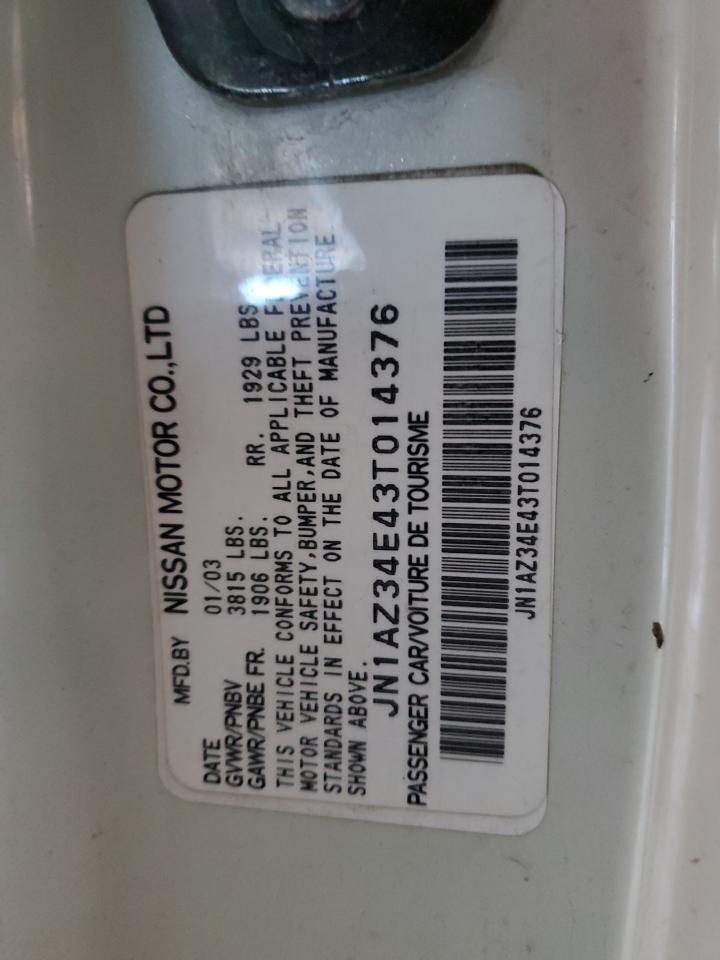 MFD.BY NISSAN MOTOR CO.,LTD
DATE 01/03
GVWR/PNBV 3815 LBS.
GAWR/PNBE FR. 1906 LBS. RR. 1929 LBS
THIS VEHICLE CONFORMS TO ALL APPLICABLE FEDERAL
MOTOR VEHICLE SAFETY,BUMPER,AND THEFT PREVENTION
STANDARDS IN EFFECT ON THE DATE OF MANUFACTURE
SHOWN ABOVE.
JN1AZ34E43T014376
PASSENGER CAR/VOITURE DE TOURISME
JN1AZ34E43T014376